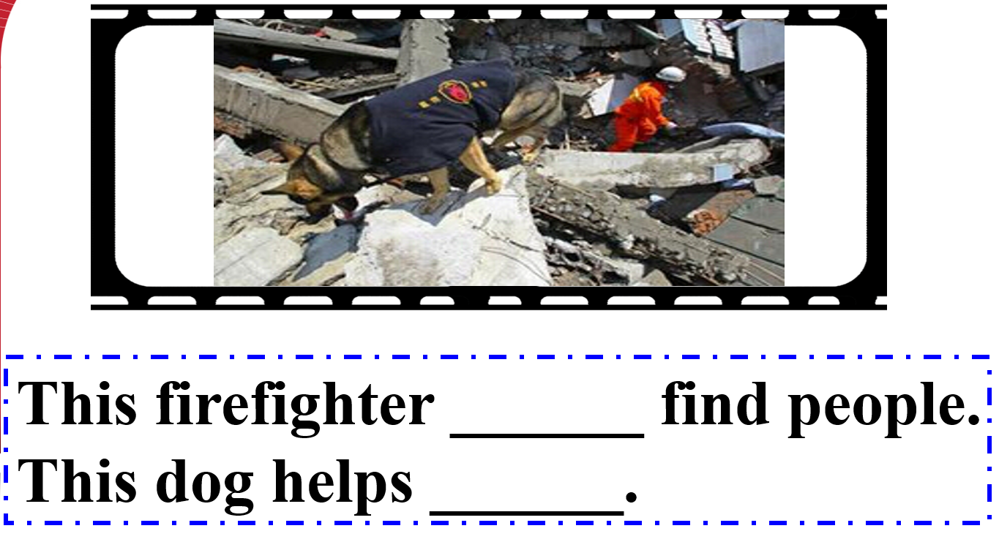 This firefighter ______ find people.
This dog helps ______.